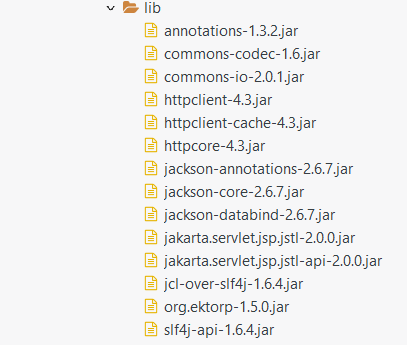 lib
annotations-1.3.2.jar
commons-codec-1.6.jar
commons-io-2.0.1.jar
httpclient-4.3.jar
httpclient-cache-4.3.jar
httpcore-4.3.jar
jackson-annotations-2.6.7.jar
jackson-core-2.6.7.jar
jackson-databind-2.6.7.jar
jakarta.servlet.jsp.jstl-2.0.0.jar
jakarta.servlet.jsp.jstl-api-2.0.0.jar
jcl-over-slf4j-1.6.4.jar
org.ektorp-1.5.0.jar
slf4j-api-1.6.4.jar